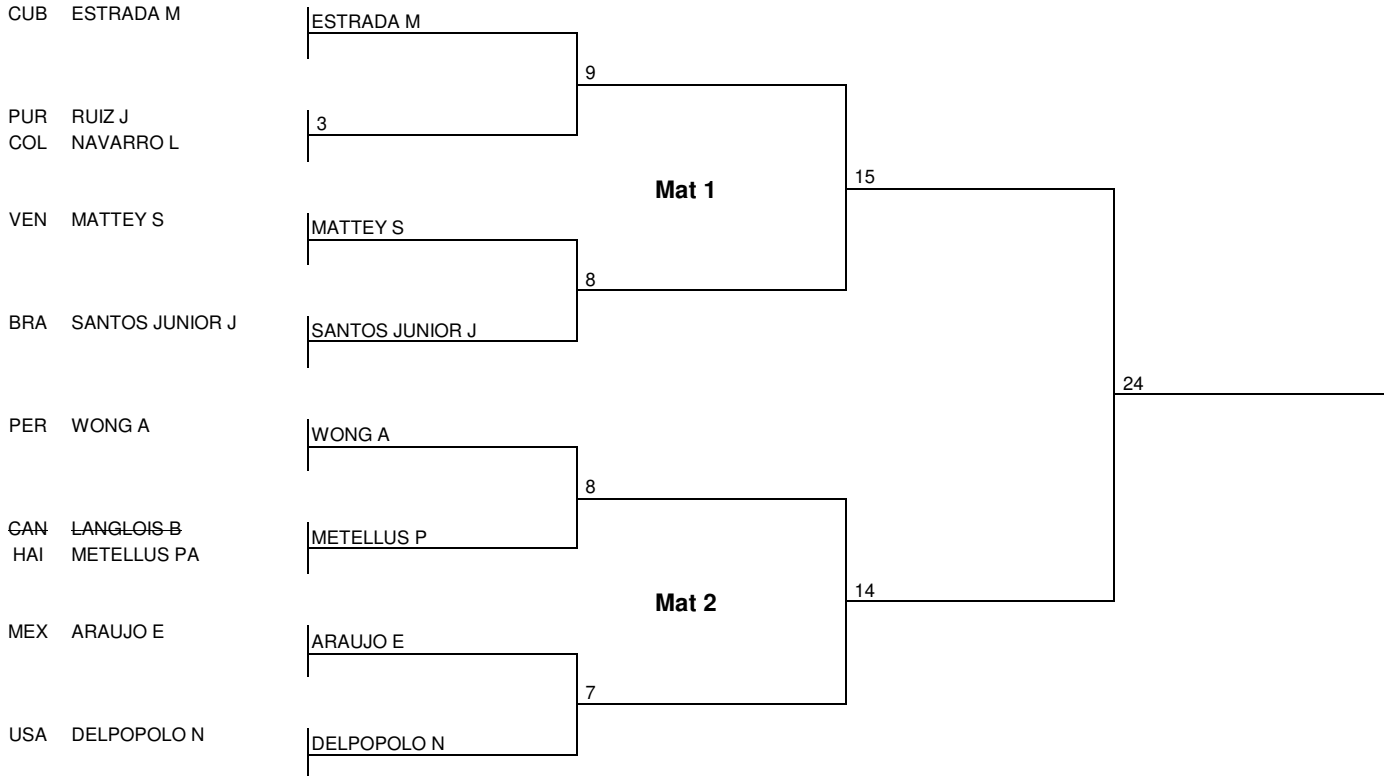 CUB ESTRADA M
ESTRADA M
9
PUR RUIZ J
3
COL NAVARRO L
Mat 1
15
VEN MATTEY S
MATTEY S
8
BRA SANTOS JUNIOR J
SANTOS JUNIOR J
24
PER WONG A
WONG A
8
CAN LANGLOIS B
METELLUS P
HAI METELLUS PA
Mat 2
14
MEX ARAUJO E
ARAUJO E
7
USA DELPOPOLO N
DELPOPOLO N